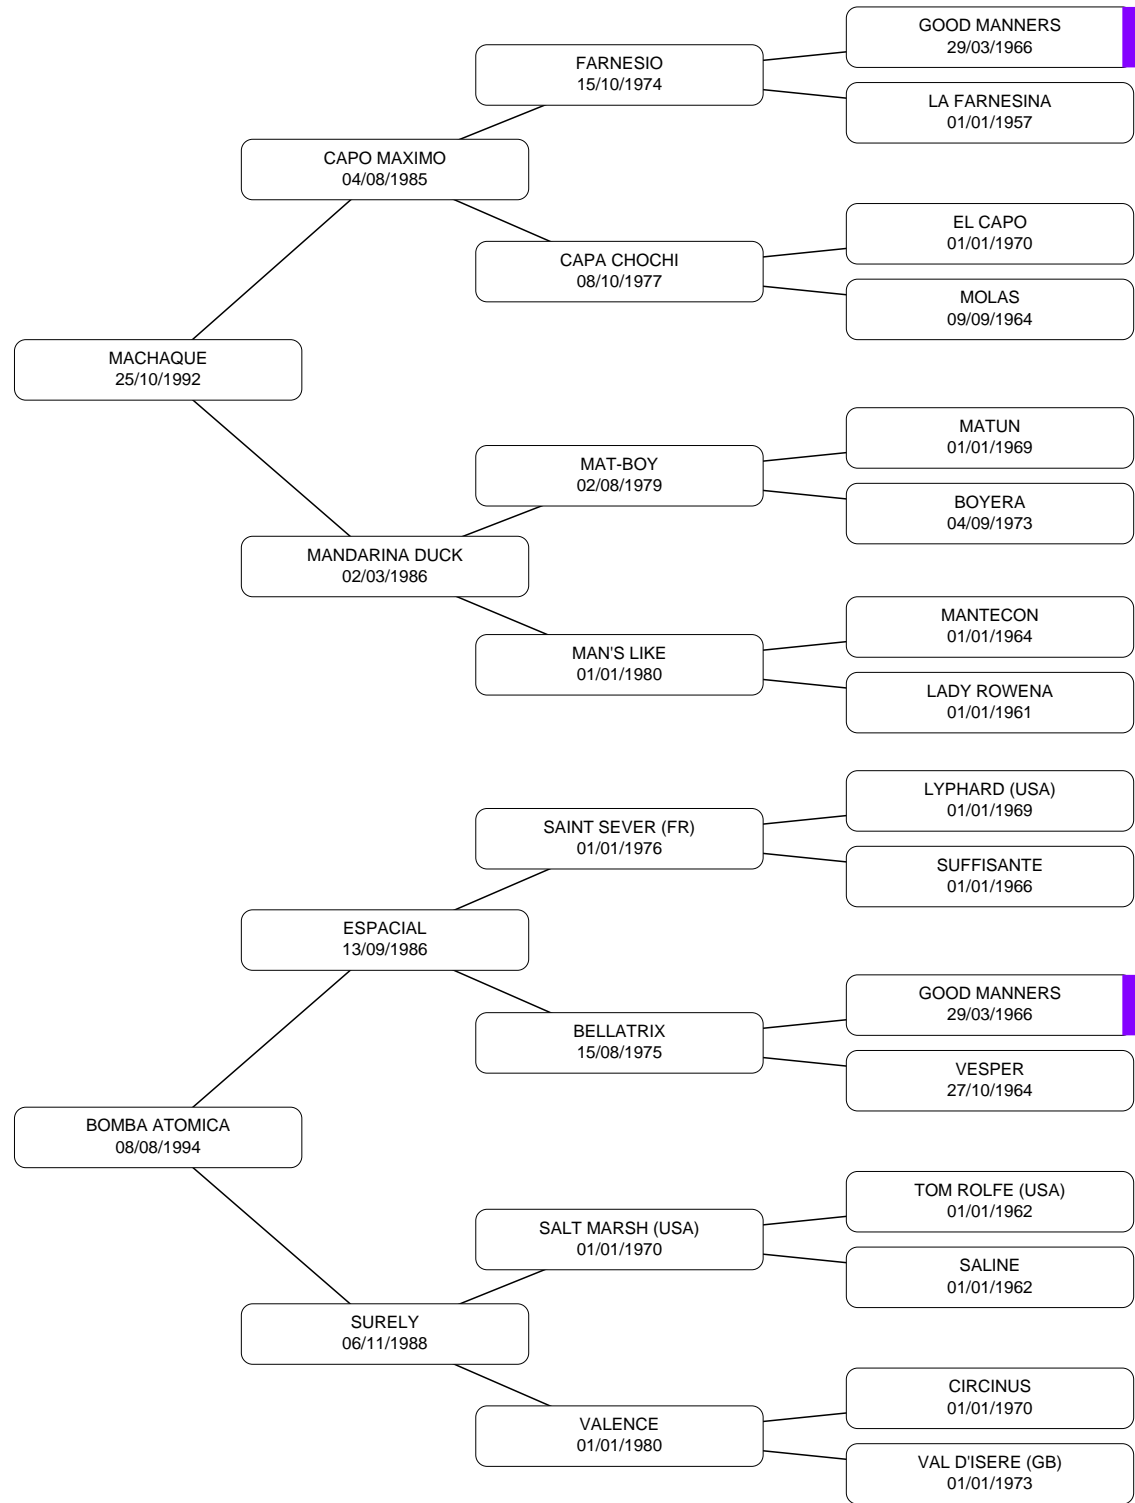 GOOD MANNERS
29/03/1966
FARNESIO
15/10/1974
LA FARNESINA
01/01/1957
CAPO MAXIMO
04/08/1985
EL CAPO
01/01/1970
CAPA CHOCHI
08/10/1977
MOLAS
09/09/1964
MACHAQUE
25/10/1992
MATUN
01/01/1969
MAT-BOY
02/08/1979
BOYERA
04/09/1973
MANDARINA DUCK
02/03/1986
MANTECON
01/01/1964
MAN'S LIKE
01/01/1980
LADY ROWENA
01/01/1961
LYPHARD (USA)
01/01/1969
SAINT SEVER (FR)
01/01/1976
SUFFISANTE
01/01/1966
ESPACIAL
13/09/1986
GOOD MANNERS
29/03/1966
BELLATRIX
15/08/1975
VESPER
27/10/1964
BOMBA ATOMICA
08/08/1994
TOM ROLFE (USA)
01/01/1962
SALT MARSH (USA)
01/01/1970
SALINE
01/01/1962
SURELY
06/11/1988
CIRCINUS
01/01/1970
VALENCE
01/01/1980
VAL D'ISERE (GB)
01/01/1973